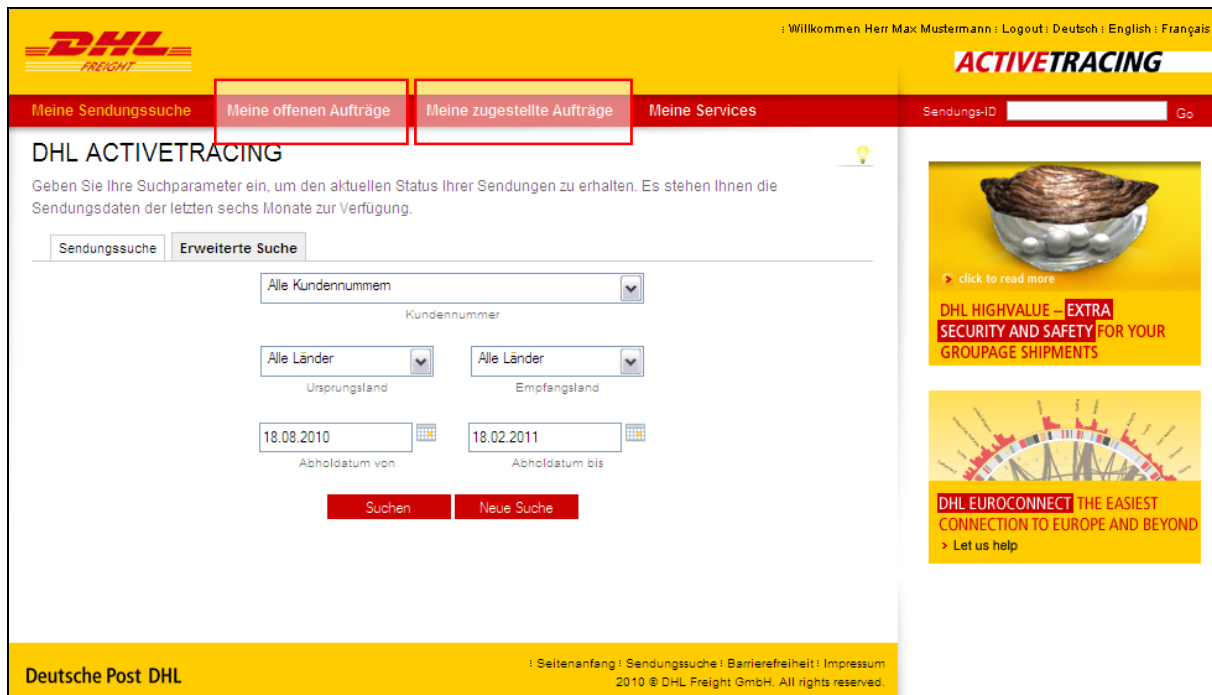 : Willkommen Herr Max Mustermann : Logout : Deutsch : English : Français
DHL
FREIGHT
ACTIVETRACING
Meine Sendungssuche Meine offenen Aufträge Meine zugestellte Aufträge Meine Services
Sendungs-ID Go
DHL ACTIVETRACING
Geben Sie Ihre Suchparameter ein, um den aktuellen Status Ihrer Sendungen zu erhalten. Es stehen Ihnen die
Sendungsdaten der letzten sechs Monate zur Verfügung.
Sendungssuche Erweiterte Suche
Alle Kundennummern
Kundennummer
Alle Länder Alle Länder
Ursprungsland Empfangsland
18.08.2010 18.02.2011
Abholdatum von Abholdatum bis
Suchen Neue Suche
click to read more
DHL HIGHVALUE – EXTRA
SECURITY AND SAFETY FOR YOUR
GROUPAGE SHIPMENTS
DHL EUROCONNECT THE EASIEST
CONNECTION TO EUROPE AND BEYOND
> Let us help
Deutsche Post DHL
: Seitenanfang : Sendungssuche : Barrierefreiheit : Impressum
2010 © DHL Freight GmbH. All rights reserved.